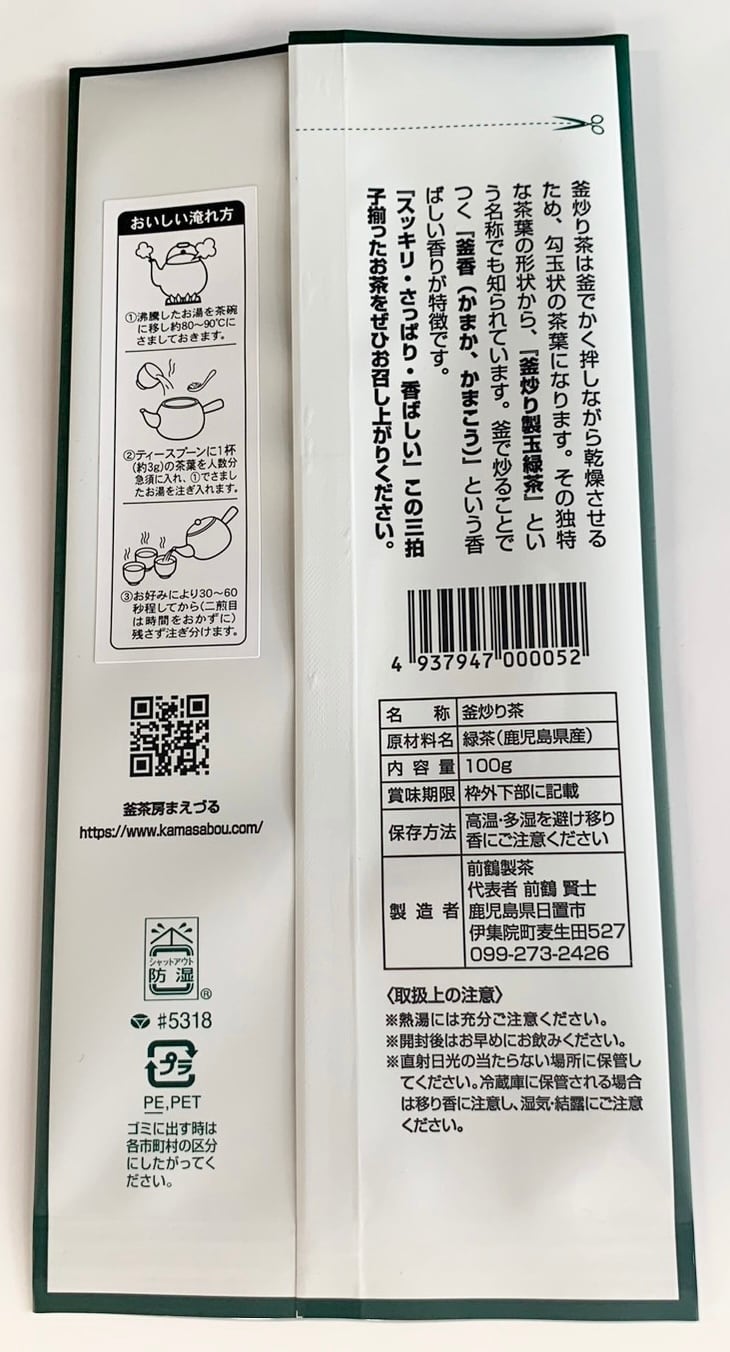 おいしい淹れ方
①沸騰したお湯を茶碗
に移し約80〜90℃に
さましておきます。
②ティースプーンに1杯
(約3g)の茶葉を人数分
急須に入れ、①でさまし
たお湯を注ぎ入れます。
③お好みにより30〜60
秒程してから(二煎目
は時間をおかずに)
残さず注ぎ分けます。
釜茶房まえづる
https://www.kamasabou.com/
シャットアウト
防湿
®
#5318
プラ
PE,PET
ゴミに出す時は
各市町村の区分
にしたがってく
ださい。
釜炒り茶は釜でかく拌しながら乾燥させる
ため、勾玉状の茶葉になります。その独特
な茶葉の形状から、『釜炒り製玉緑茶』とい
う名称でも知られています。釜で炒ることで
つく『釜香（かまか、かまこう）』という香
ばしい香りが特徴です。
『スッキリ・さっぱり・香ばしい』この三拍
子揃ったお茶をぜひお召し上がりください。
4 937947 000052
名称 釜炒り茶
原材料名 緑茶(鹿児島県産)
内容量 100g
賞味期限 枠外下部に記載
保存方法 高温・多湿を避け移り
香にご注意ください
製造者 前鶴製茶
代表者 前鶴 賢士
鹿児島県日置市
伊集院町麦生田527
099-273-2426
〈取扱上の注意〉
※熱湯には充分ご注意ください。
※開封後はお早めにお飲みください。
※直射日光の当たらない場所に保管し
てください。冷蔵庫に保管される場合
は移り香に注意し、湿気・結露にご注意
ください。